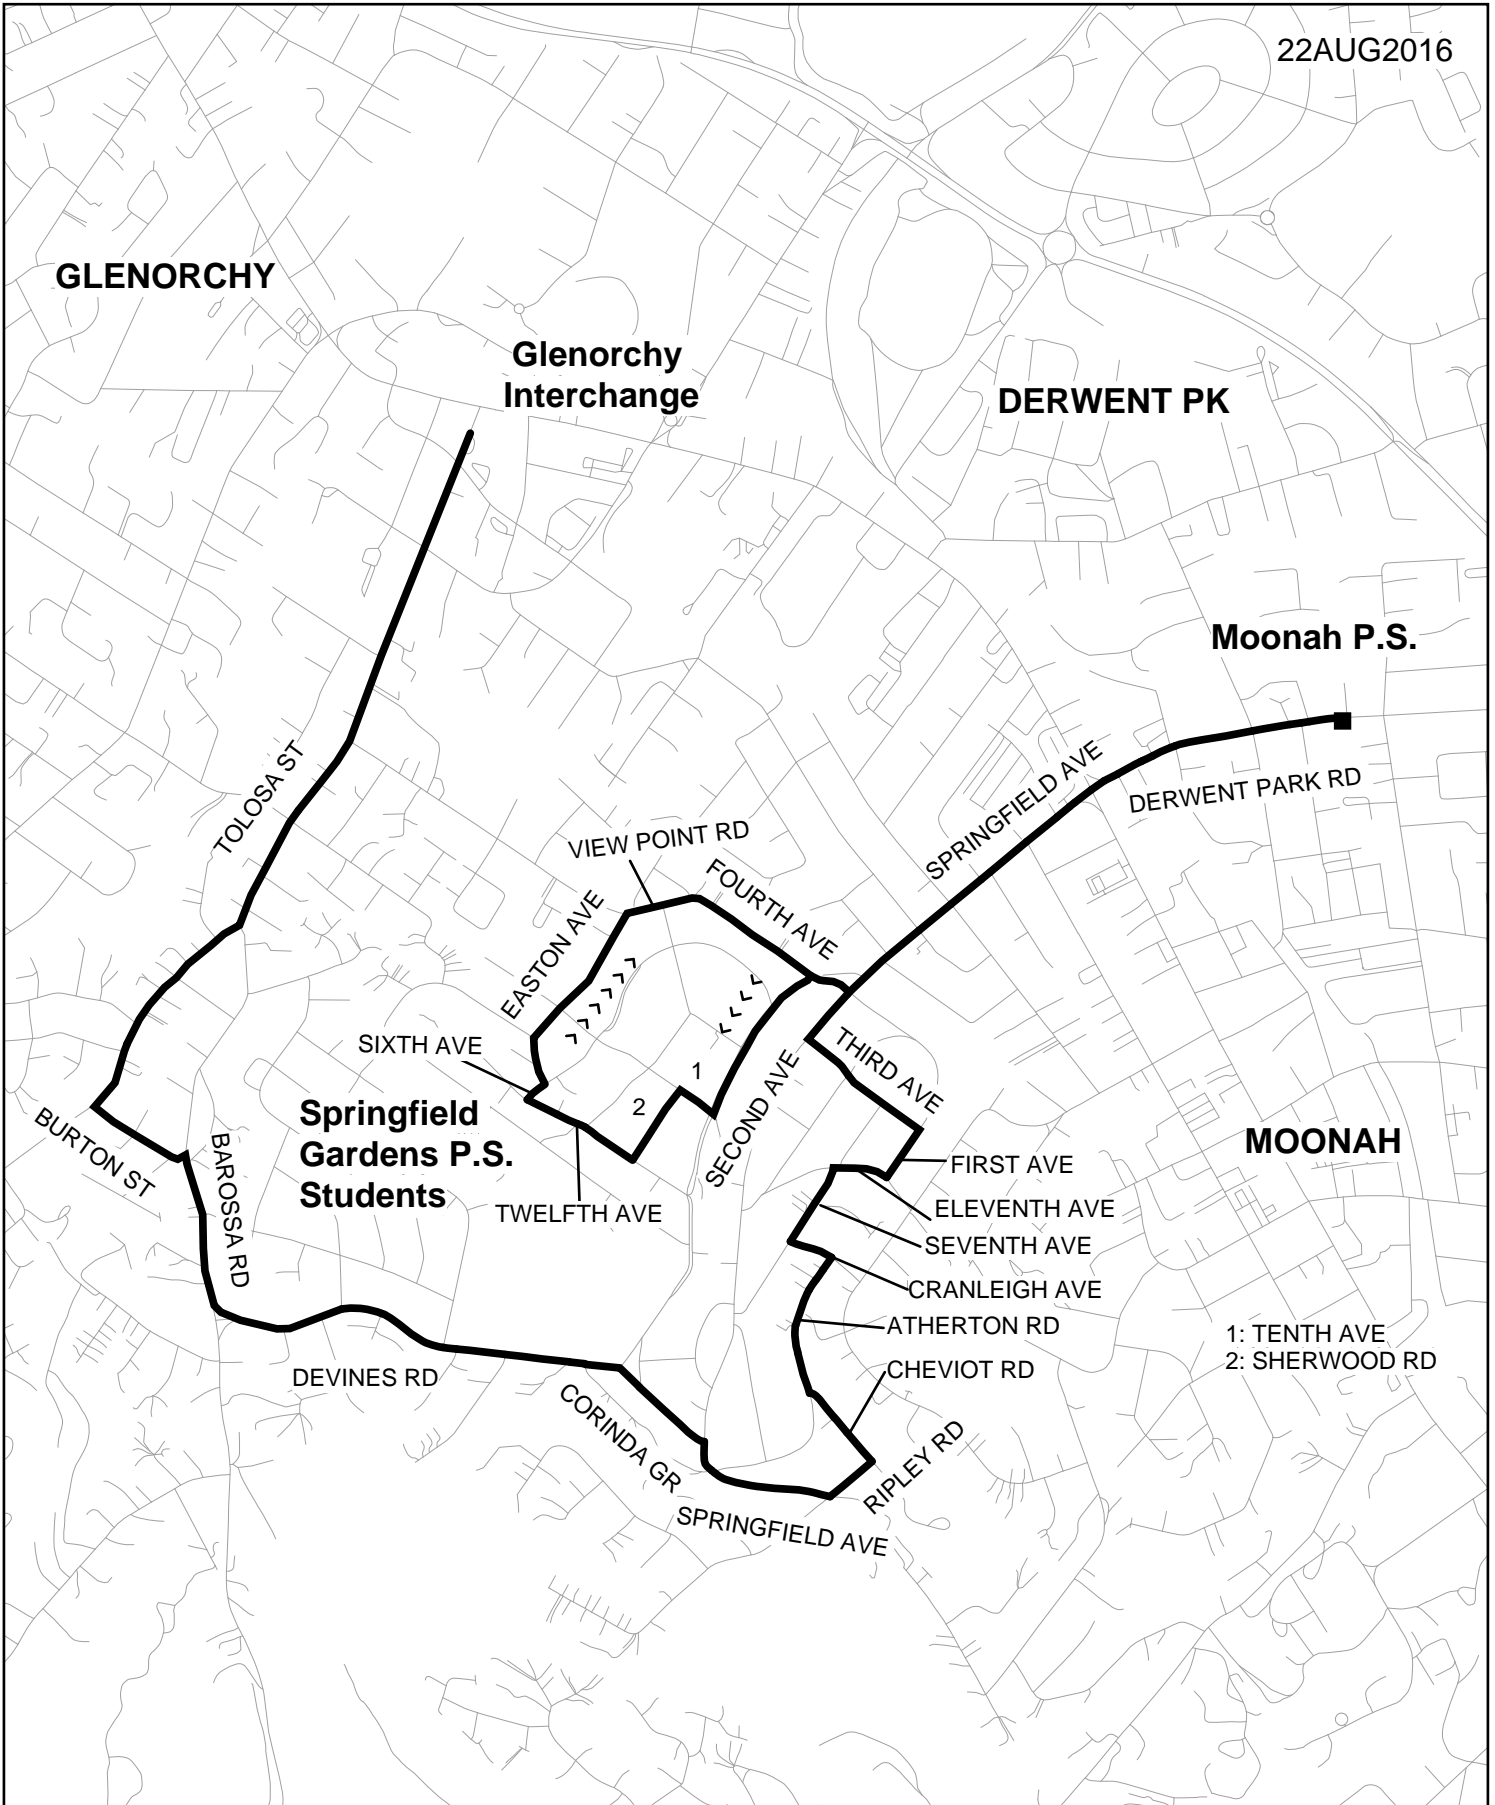 22AUG2016
GLENORCHY
Glenorchy
Interchange
DERWENT PK
Moonah P.S.
TOLOSA ST
SPRINGFIELD AVE
DERWENT PARK RD
VIEW POINT RD
FOURTH AVE
EASTON AVE
SIXTH AVE
THIRD AVE
1
2
SECOND AVE
Springfield
Gardens P.S.
Students
BURTON ST
BAROSSA RD
MOONAH
FIRST AVE
TWELFTH AVE
ELEVENTH AVE
SEVENTH AVE
CRANLEIGH AVE
ATHERTON RD
1: TENTH AVE
2: SHERWOOD RD
CHEVIOT RD
DEVINES RD
CORINDA GR
RIPLEY RD
SPRINGFIELD AVE